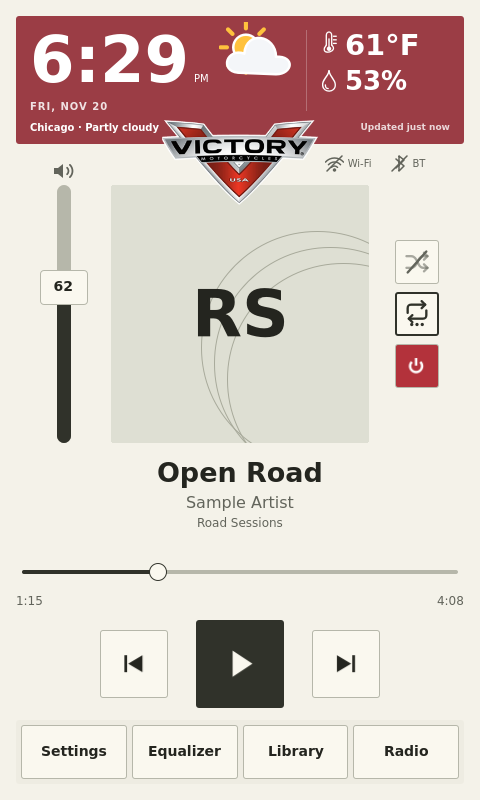 6:29 PM
61°F
53%
FRI, NOV 20
Chicago · Partly cloudy
Updated just now
VICTORY
MOTORCYCLES
USA
Wi-Fi
BT
62
RS
Open Road
Sample Artist
Road Sessions
1:15
4:08
Settings
Equalizer
Library
Radio